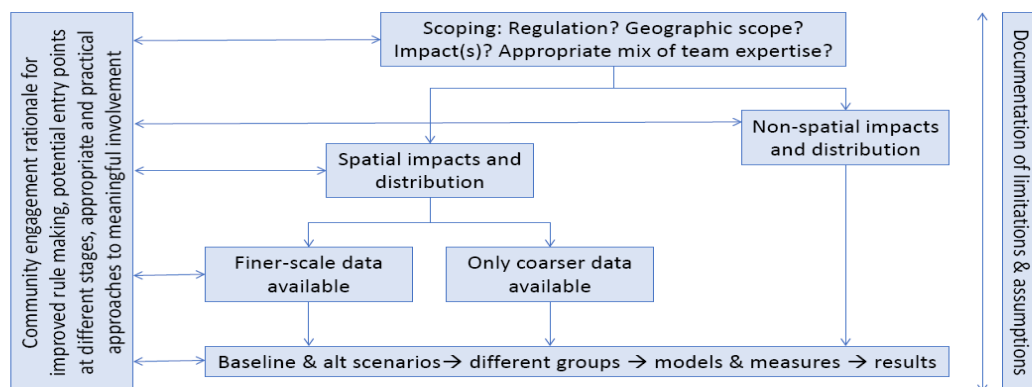 Community engagement rationale for
improved rule making, potential entry points
at different stages, appropriate and practical
approaches to meaningful involvement
Scoping: Regulation? Geographic scope?
Impact(s)? Appropriate mix of team expertise?
Non-spatial impacts
and distribution
Spatial impacts and
distribution
Finer-scale data
available
Only coarser data
available
Baseline & alt scenarios→ different groups → models & measures → results
Documentation of limitations & assumptions